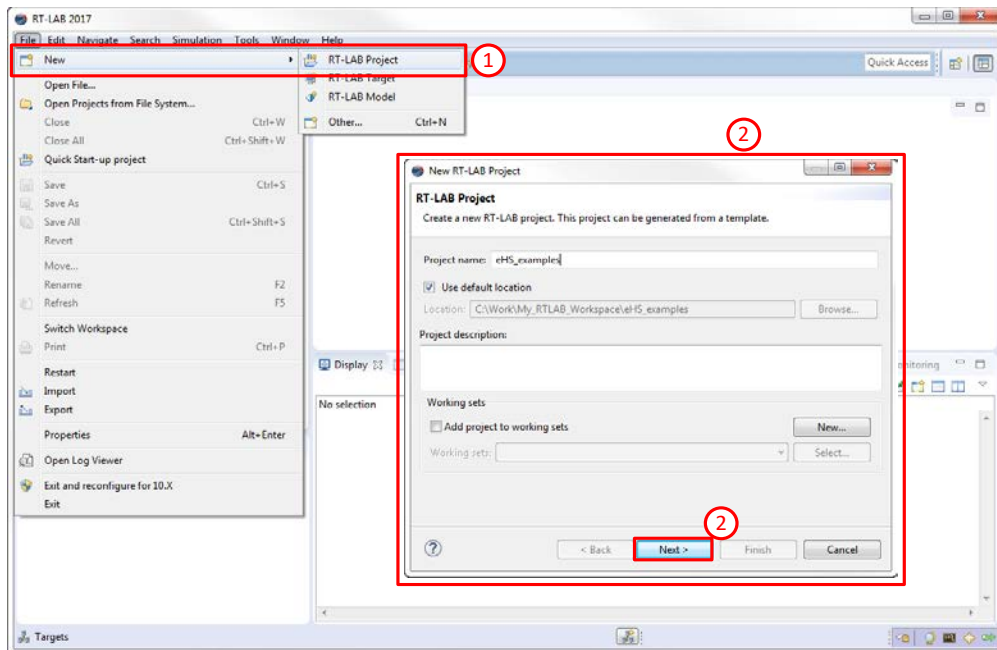 RT-LAB 2017
File Edit Navigate Search Simulation Tools Window Help
New
RT-LAB Project
1
Quick Access
RT-LAB Target
RT-LAB Model
Other... Ctrl+N
Open File...
Open Projects from File System...
Close Ctrl+W
Close All Ctrl+Shift+W
Quick Start-up project
Save Ctrl+S
Save As
Save All Ctrl+Shift+S
Revert
Move...
Rename F2
Refresh F5
Switch Workspace
Print Ctrl+P
Restart
Import
Export
Properties Alt+Enter
Open Log Viewer
Exit and reconfigure for 10.X
Exit
2
New RT-LAB Project
RT-LAB Project
Create a new RT-LAB project. This project can be generated from a template.
Project name: eHS_examples
Use default location
Location: C:\Work\My_RTLAB_Workspace\eHS_examples Browse...
Project description:
Working sets
Add project to working sets New...
Working sets: Select...
2
< Back Next > Finish Cancel
Display
onitoring
No selection
Targets